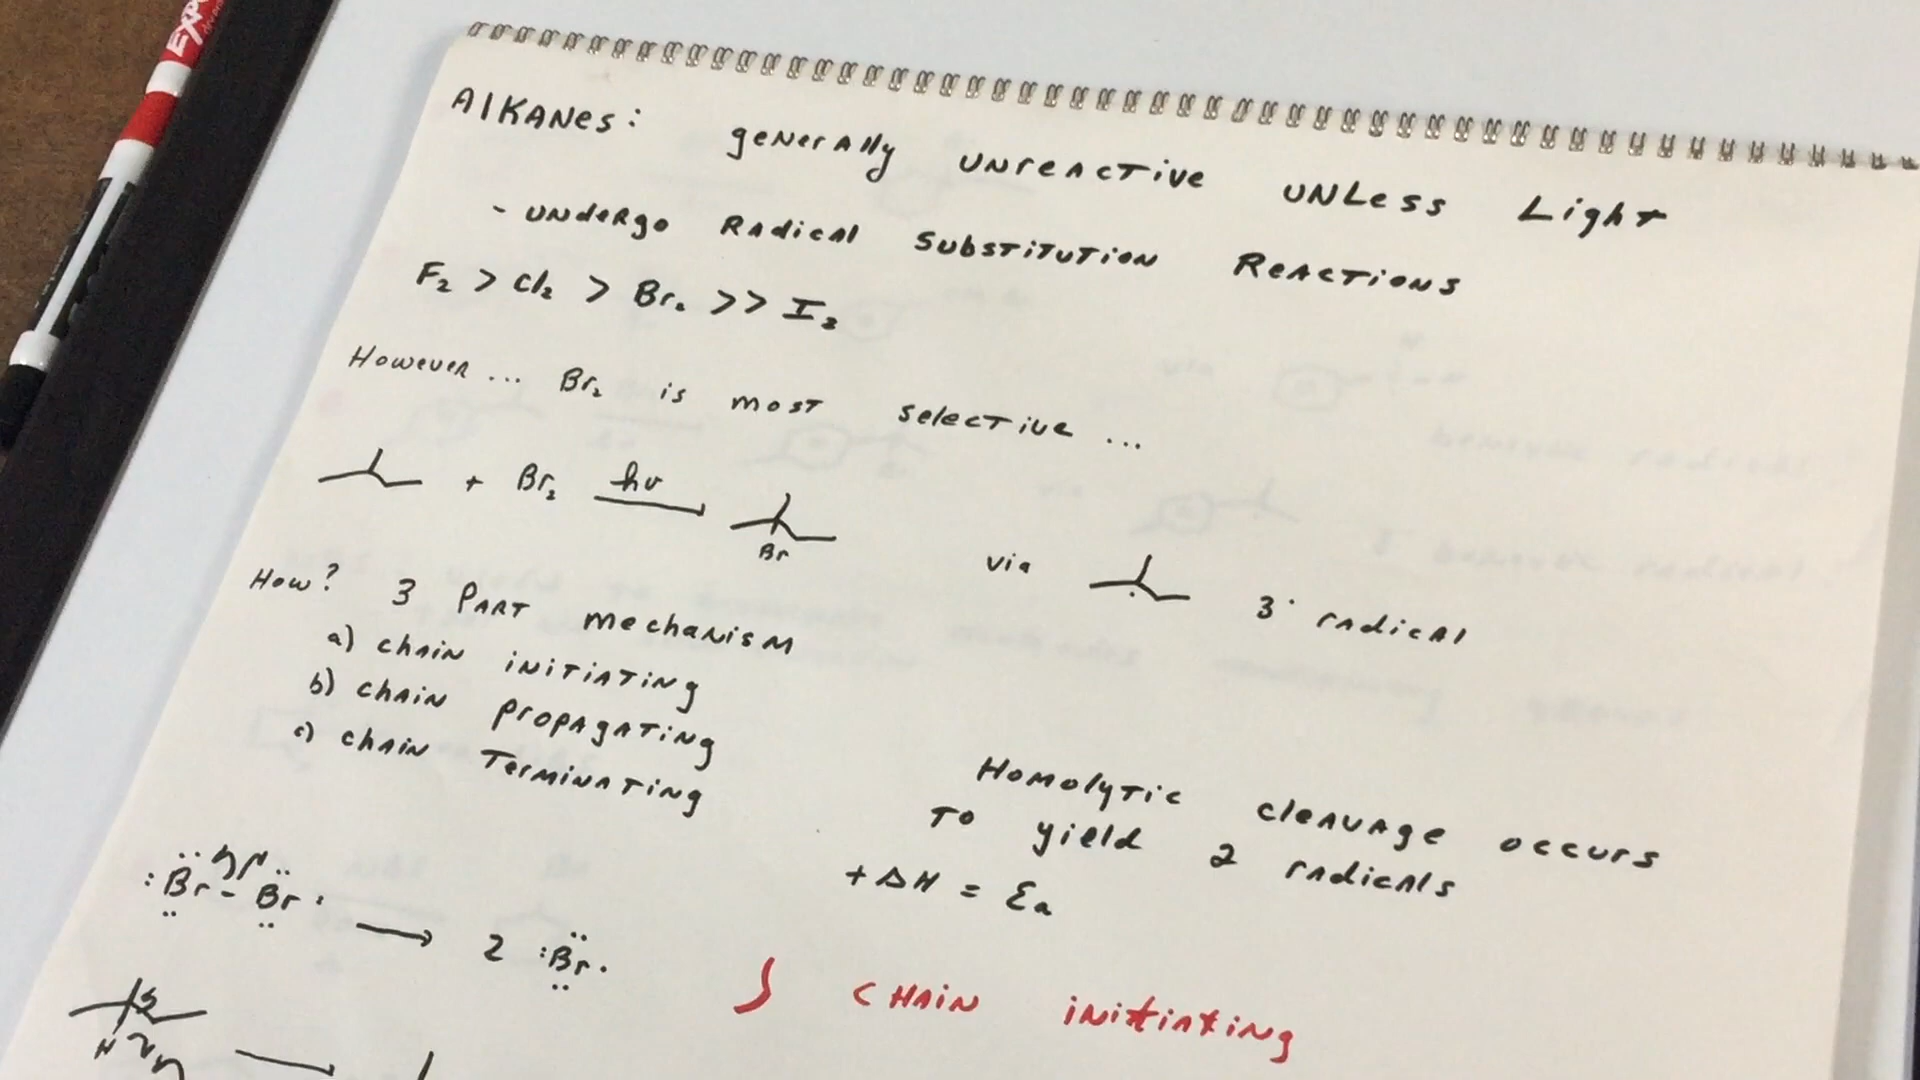 EXPO
Alkanes: generally unreactive unless Light
- undergo Radical Substitution Reactions
F₂ > Cl₂ > Br₂ >> I₂
However ... Br₂ is most selective ...
+ Br₂ hν
Br
via 3° radical
How? 3 Part mechanism
a) chain initiating
b) chain propagating
c) chain Terminating
Homolytic cleavage occurs
to yield 2 radicals
+ΔH = Ea
:Br - Br: → 2 :Br·
} chain initiating
H